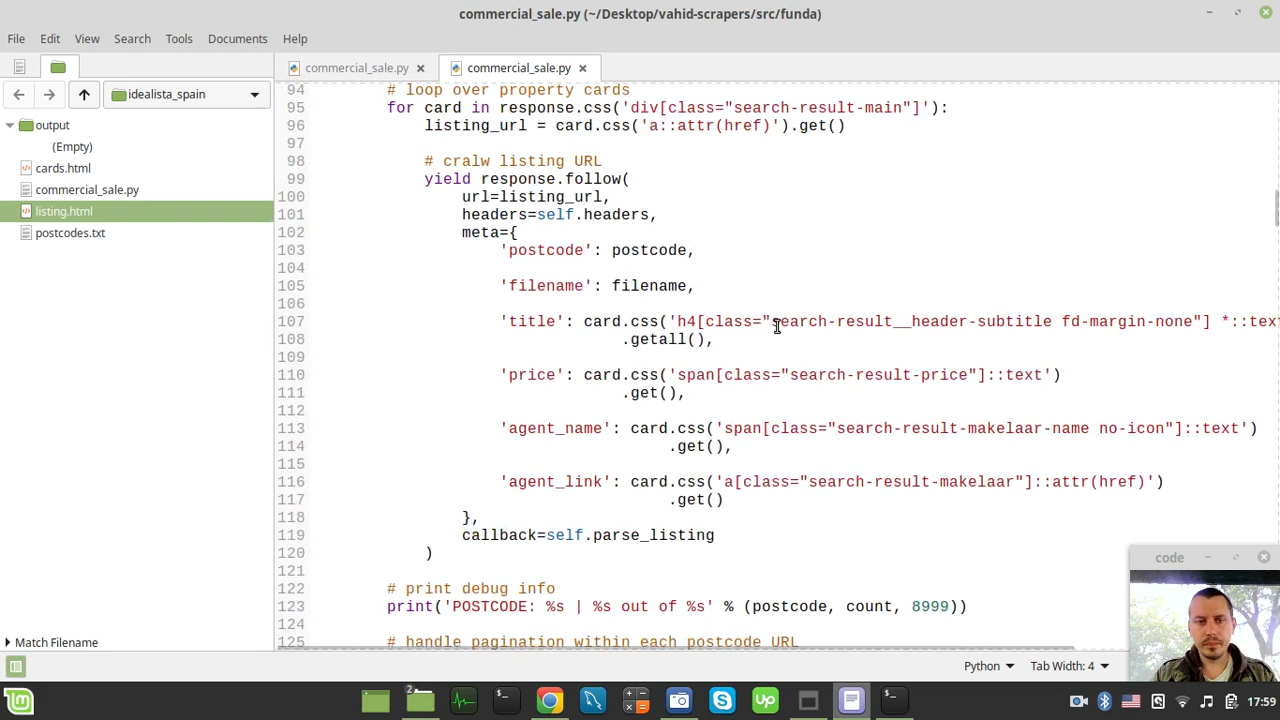 commercial_sale.py (~/Desktop/vahid-scrapers/src/funda)
File Edit View Search Tools Documents Help
commercial_sale.py
commercial_sale.py
idealista_spain
output
(Empty)
cards.html
commercial_sale.py
listing.html
postcodes.txt
Match Filename
94 # loop over property cards
95 for card in response.css('div[class="search-result-main"]'):
96 listing_url = card.css('a::attr(href)').get()
97
98 # cralw listing URL
99 yield response.follow(
100 url=listing_url,
101 headers=self.headers,
102 meta={
103 'postcode': postcode,
104
105 'filename': filename,
106
107 'title': card.css('h4[class="search-result__header-subtitle fd-margin-none"] *::tex
108 .getall(),
109
110 'price': card.css('span[class="search-result-price"]::text')
111 .get(),
112
113 'agent_name': card.css('span[class="search-result-makelaar-name no-icon"]::text')
114 .get(),
115
116 'agent_link': card.css('a[class="search-result-makelaar"]::attr(href)')
117 .get()
118 },
119 callback=self.parse_listing
120 )
121
122 # print debug info
123 print('POSTCODE: %s | %s out of %s' % (postcode, count, 8999))
124
125 # handle pagination within each postcode URL
code
Python Tab Width: 4
2
Up
17:59